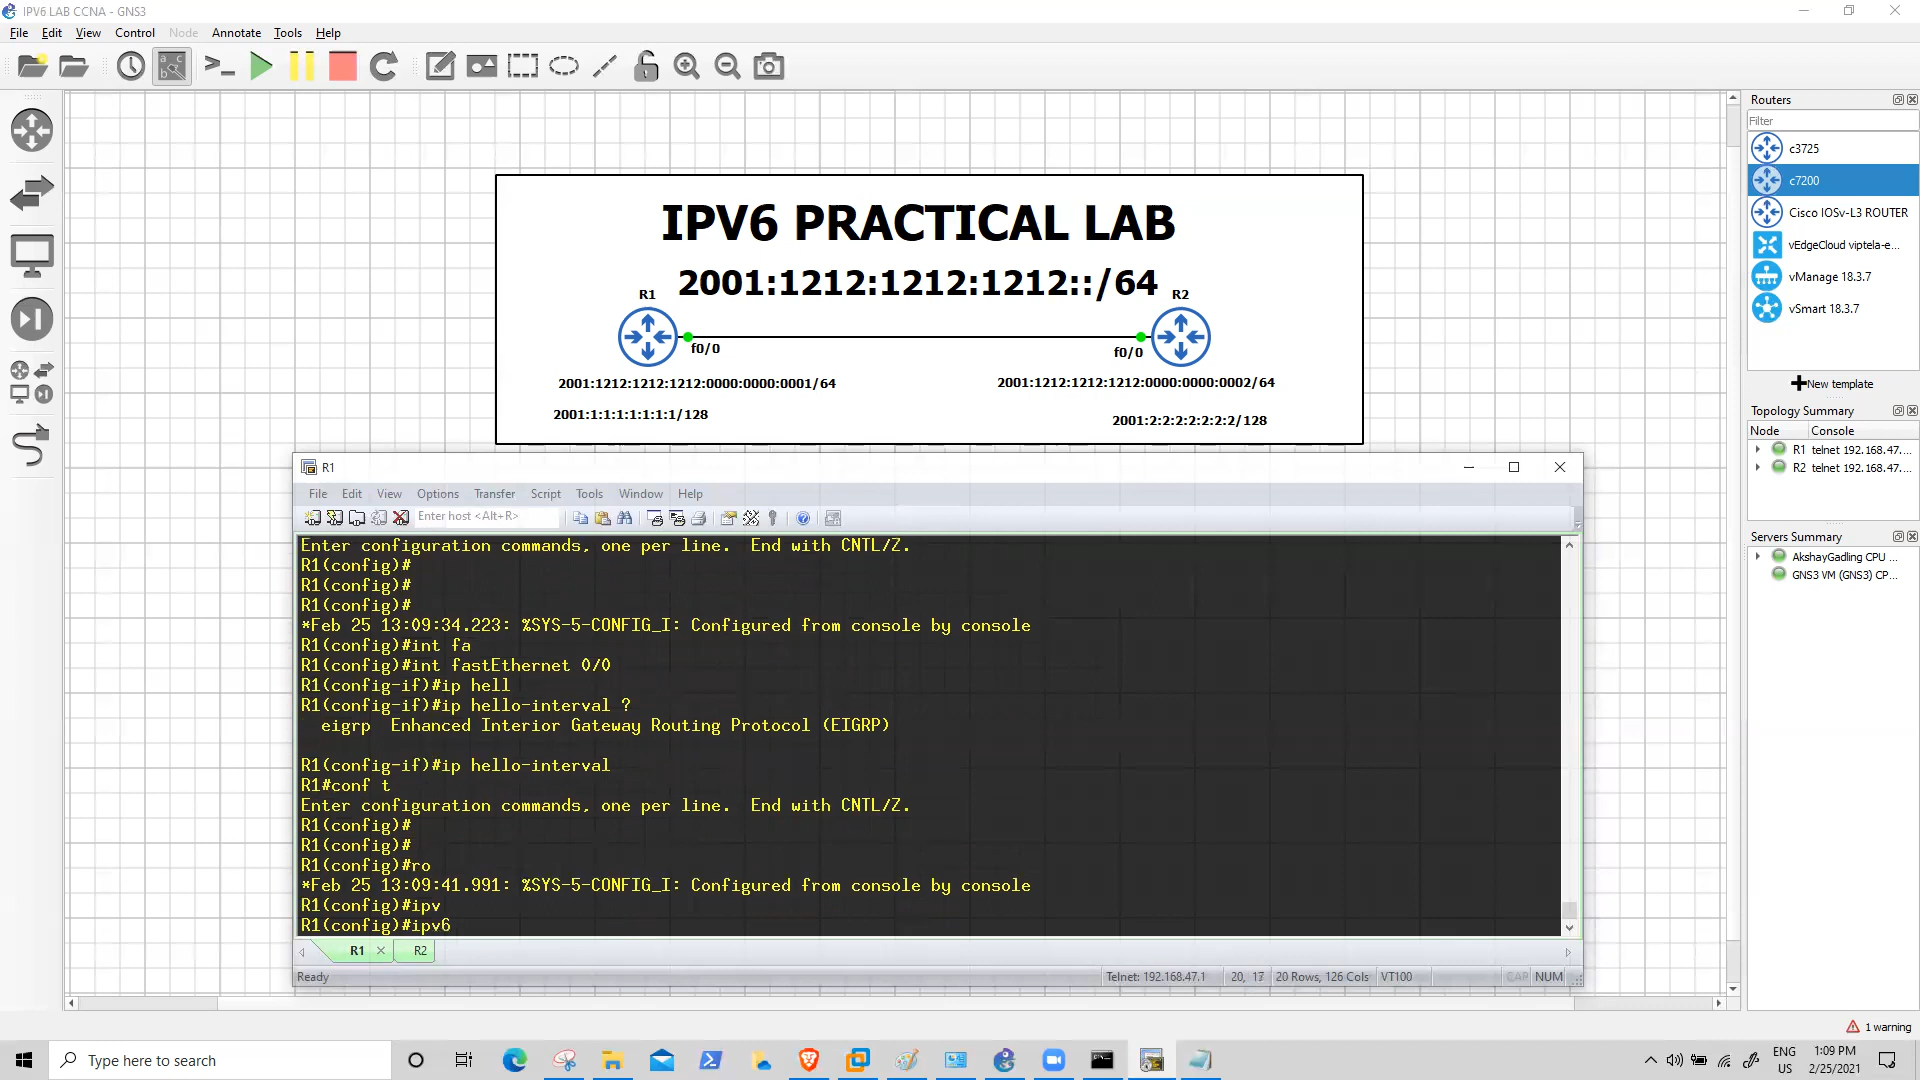 IPV6 LAB CCNA - GNS3
File Edit View Control Node Annotate Tools Help
Routers
Filter
c3725
c7200
Cisco IOSv-L3 ROUTER
vEdgeCloud viptela-e...
vManage 18.3.7
vSmart 18.3.7
New template
Topology Summary
Node Console
R1 telnet 192.168.47....
R2 telnet 192.168.47....
Servers Summary
AkshayGadling CPU ...
GNS3 VM (GNS3) CP...
IPV6 PRACTICAL LAB
2001:1212:1212:1212::/64
R1
R2
f0/0
f0/0
2001:1212:1212:1212:0000:0000:0001/64
2001:1212:1212:1212:0000:0000:0002/64
2001:1:1:1:1:1:1:1/128
2001:2:2:2:2:2:2:2/128
R1
File Edit View Options Transfer Script Tools Window Help
Enter host <Alt+R>
Enter configuration commands, one per line.  End with CNTL/Z.
R1(config)#
R1(config)#
R1(config)#
*Feb 25 13:09:34.223: %SYS-5-CONFIG_I: Configured from console by console
R1(config)#int fa
R1(config)#int fastEthernet 0/0
R1(config-if)#ip hell
R1(config-if)#ip hello-interval ?
eigrp  Enhanced Interior Gateway Routing Protocol (EIGRP)
R1(config-if)#ip hello-interval
R1#conf t
Enter configuration commands, one per line.  End with CNTL/Z.
R1(config)#
R1(config)#
R1(config)#ro
*Feb 25 13:09:41.991: %SYS-5-CONFIG_I: Configured from console by console
R1(config)#ipv
R1(config)#ipv6
R1 R2
Ready Telnet: 192.168.47.1 20, 17 20 Rows, 126 Cols VT100 CAP NUM
1 warning
Type here to search
ENG
US
1:09 PM
2/25/2021